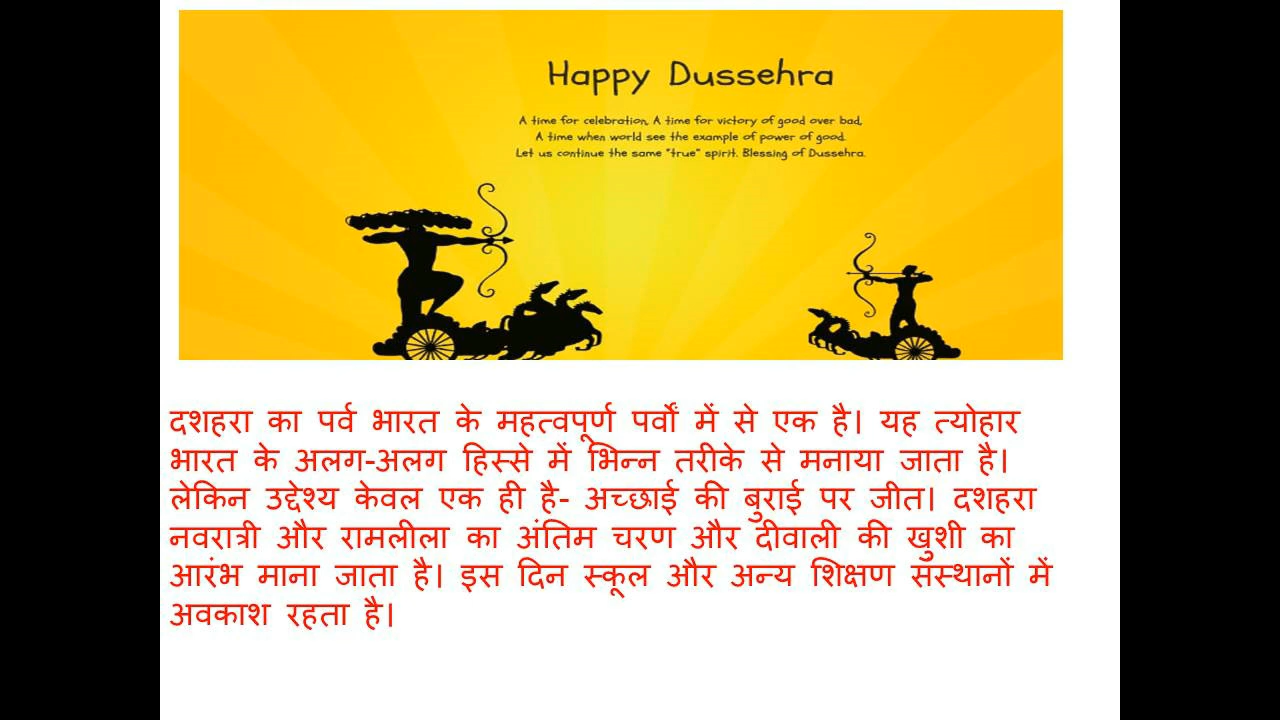 Happy Dussehra
A time for celebration, A time for victory of good over bad,
A time when world see the example of power of good.
Let us continue the same "true" spirit. Blessing of Dussehra.
दशहरा का पर्व भारत के महत्वपूर्ण पर्वों में से एक है। यह त्योहार
भारत के अलग-अलग हिस्से में भिन्न तरीके से मनाया जाता है।
लेकिन उद्देश्य केवल एक ही है- अच्छाई की बुराई पर जीत। दशहरा
नवरात्री और रामलीला का अंतिम चरण और दीवाली की खुशी का
आरंभ माना जाता है। इस दिन स्कूल और अन्य शिक्षण संस्थानों में
अवकाश रहता है।